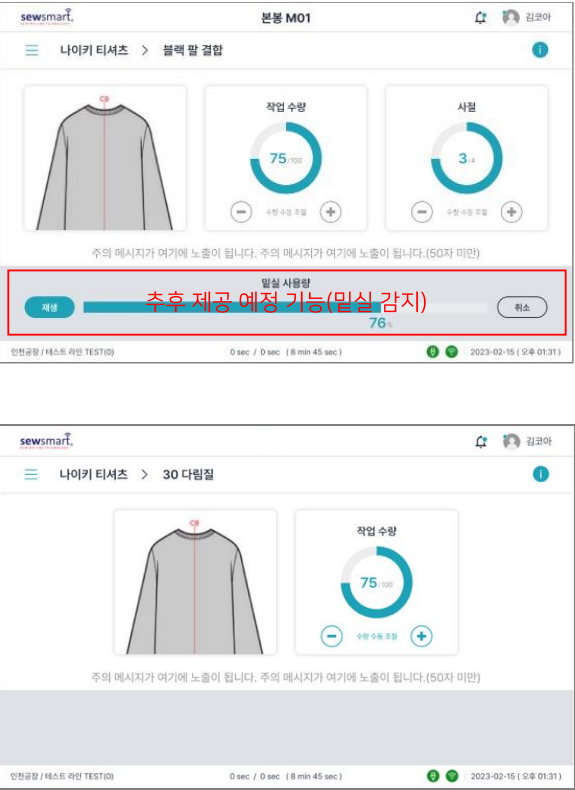 sewsmart.
본봉 M01
김코아
나이키 티셔츠 > 블랙 팔 결합
CB
작업 수량
75/100
수량 수동 조절
사절
3/4
수량 수동 조절
주의 메시지가 여기에 노출이 됩니다. 주의 메시지가 여기에 노출이 됩니다.(50자 미만)
밑실 사용량
재생
추후 제공 예정 기능(밑실 감지)
취소
76%
인천공장 / 테스트 라인 TEST(0)
0 sec / 0 sec ( 8 min 45 sec )
2023-02-15 ( 오후 01:31 )
sewsmart.
김코아
나이키 티셔츠 > 30 다림질
CB
작업 수량
75/100
수량 수동 조절
주의 메시지가 여기에 노출이 됩니다. 주의 메시지가 여기에 노출이 됩니다.(50자 미만)
인천공장 / 테스트 라인 TEST(0)
0 sec / 0 sec ( 8 min 45 sec )
2023-02-15 ( 오후 01:31 )